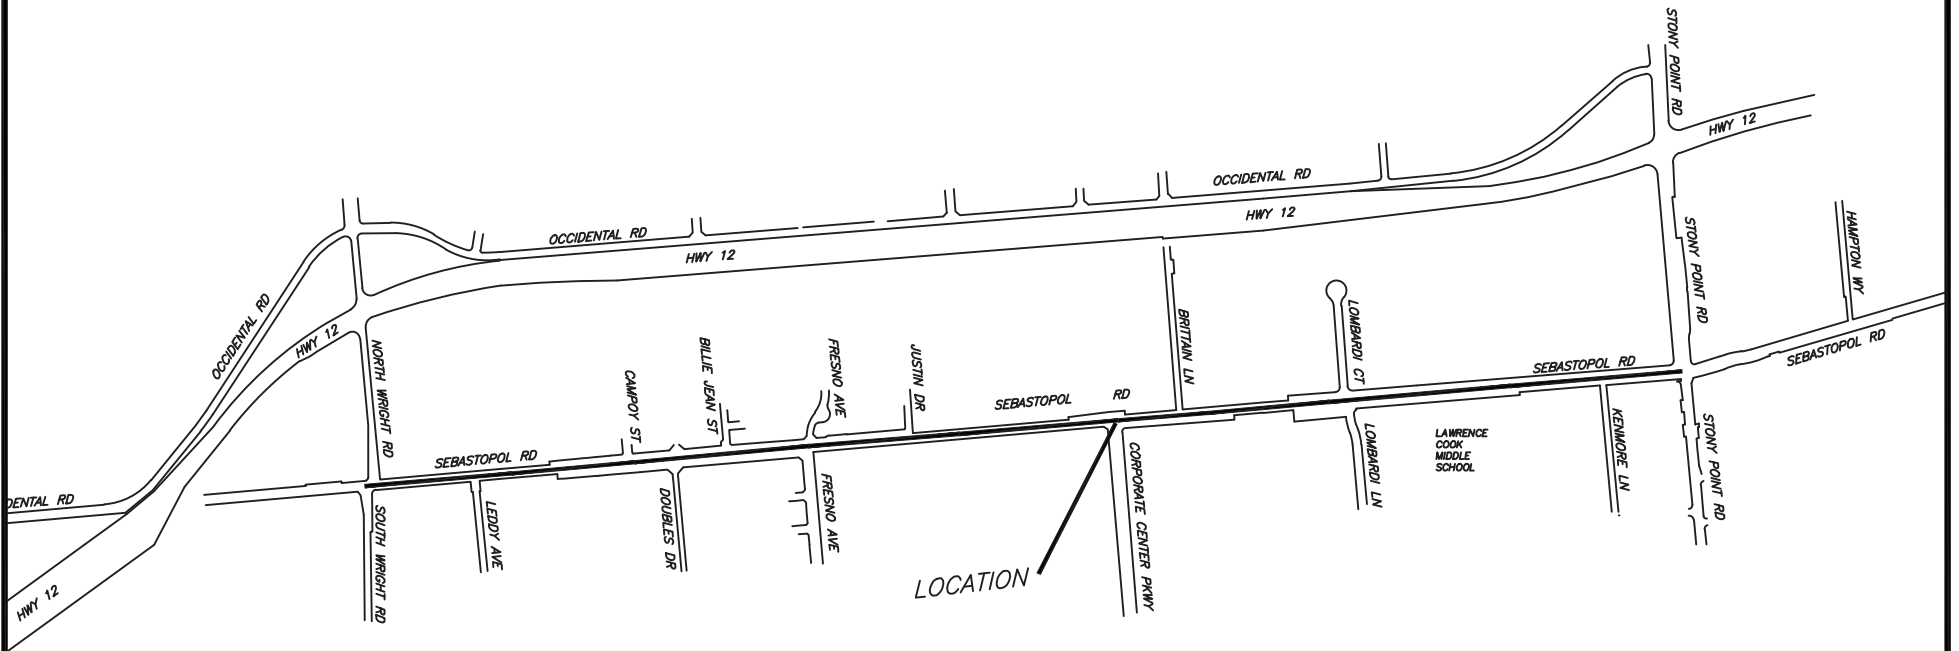 STONY POINT RD
HWY 12
OCCIDENTAL RD
HWY 12
STONY POINT RD
HAMPTON WY
OCCIDENTAL RD
HWY 12
OCCIDENTAL RD
HWY 12
NORTH WRIGHT RD
CAMPOY ST
BILLIE JEAN ST
FRESNO AVE
JUSTIN DR
BRITTAIN LN
LOMBARDI CT
SEBASTOPOL RD
SEBASTOPOL RD
SEBASTOPOL RD
SEBASTOPOL RD
DENTAL RD
SOUTH WRIGHT RD
LEDDY AVE
DOUBLES DR
FRESNO AVE
CORPORATE CENTER PKWY
LOMBARDI LN
LAWRENCE
COOK
MIDDLE
SCHOOL
KENMORE LN
STONY POINT RD
HWY 12
LOCATION